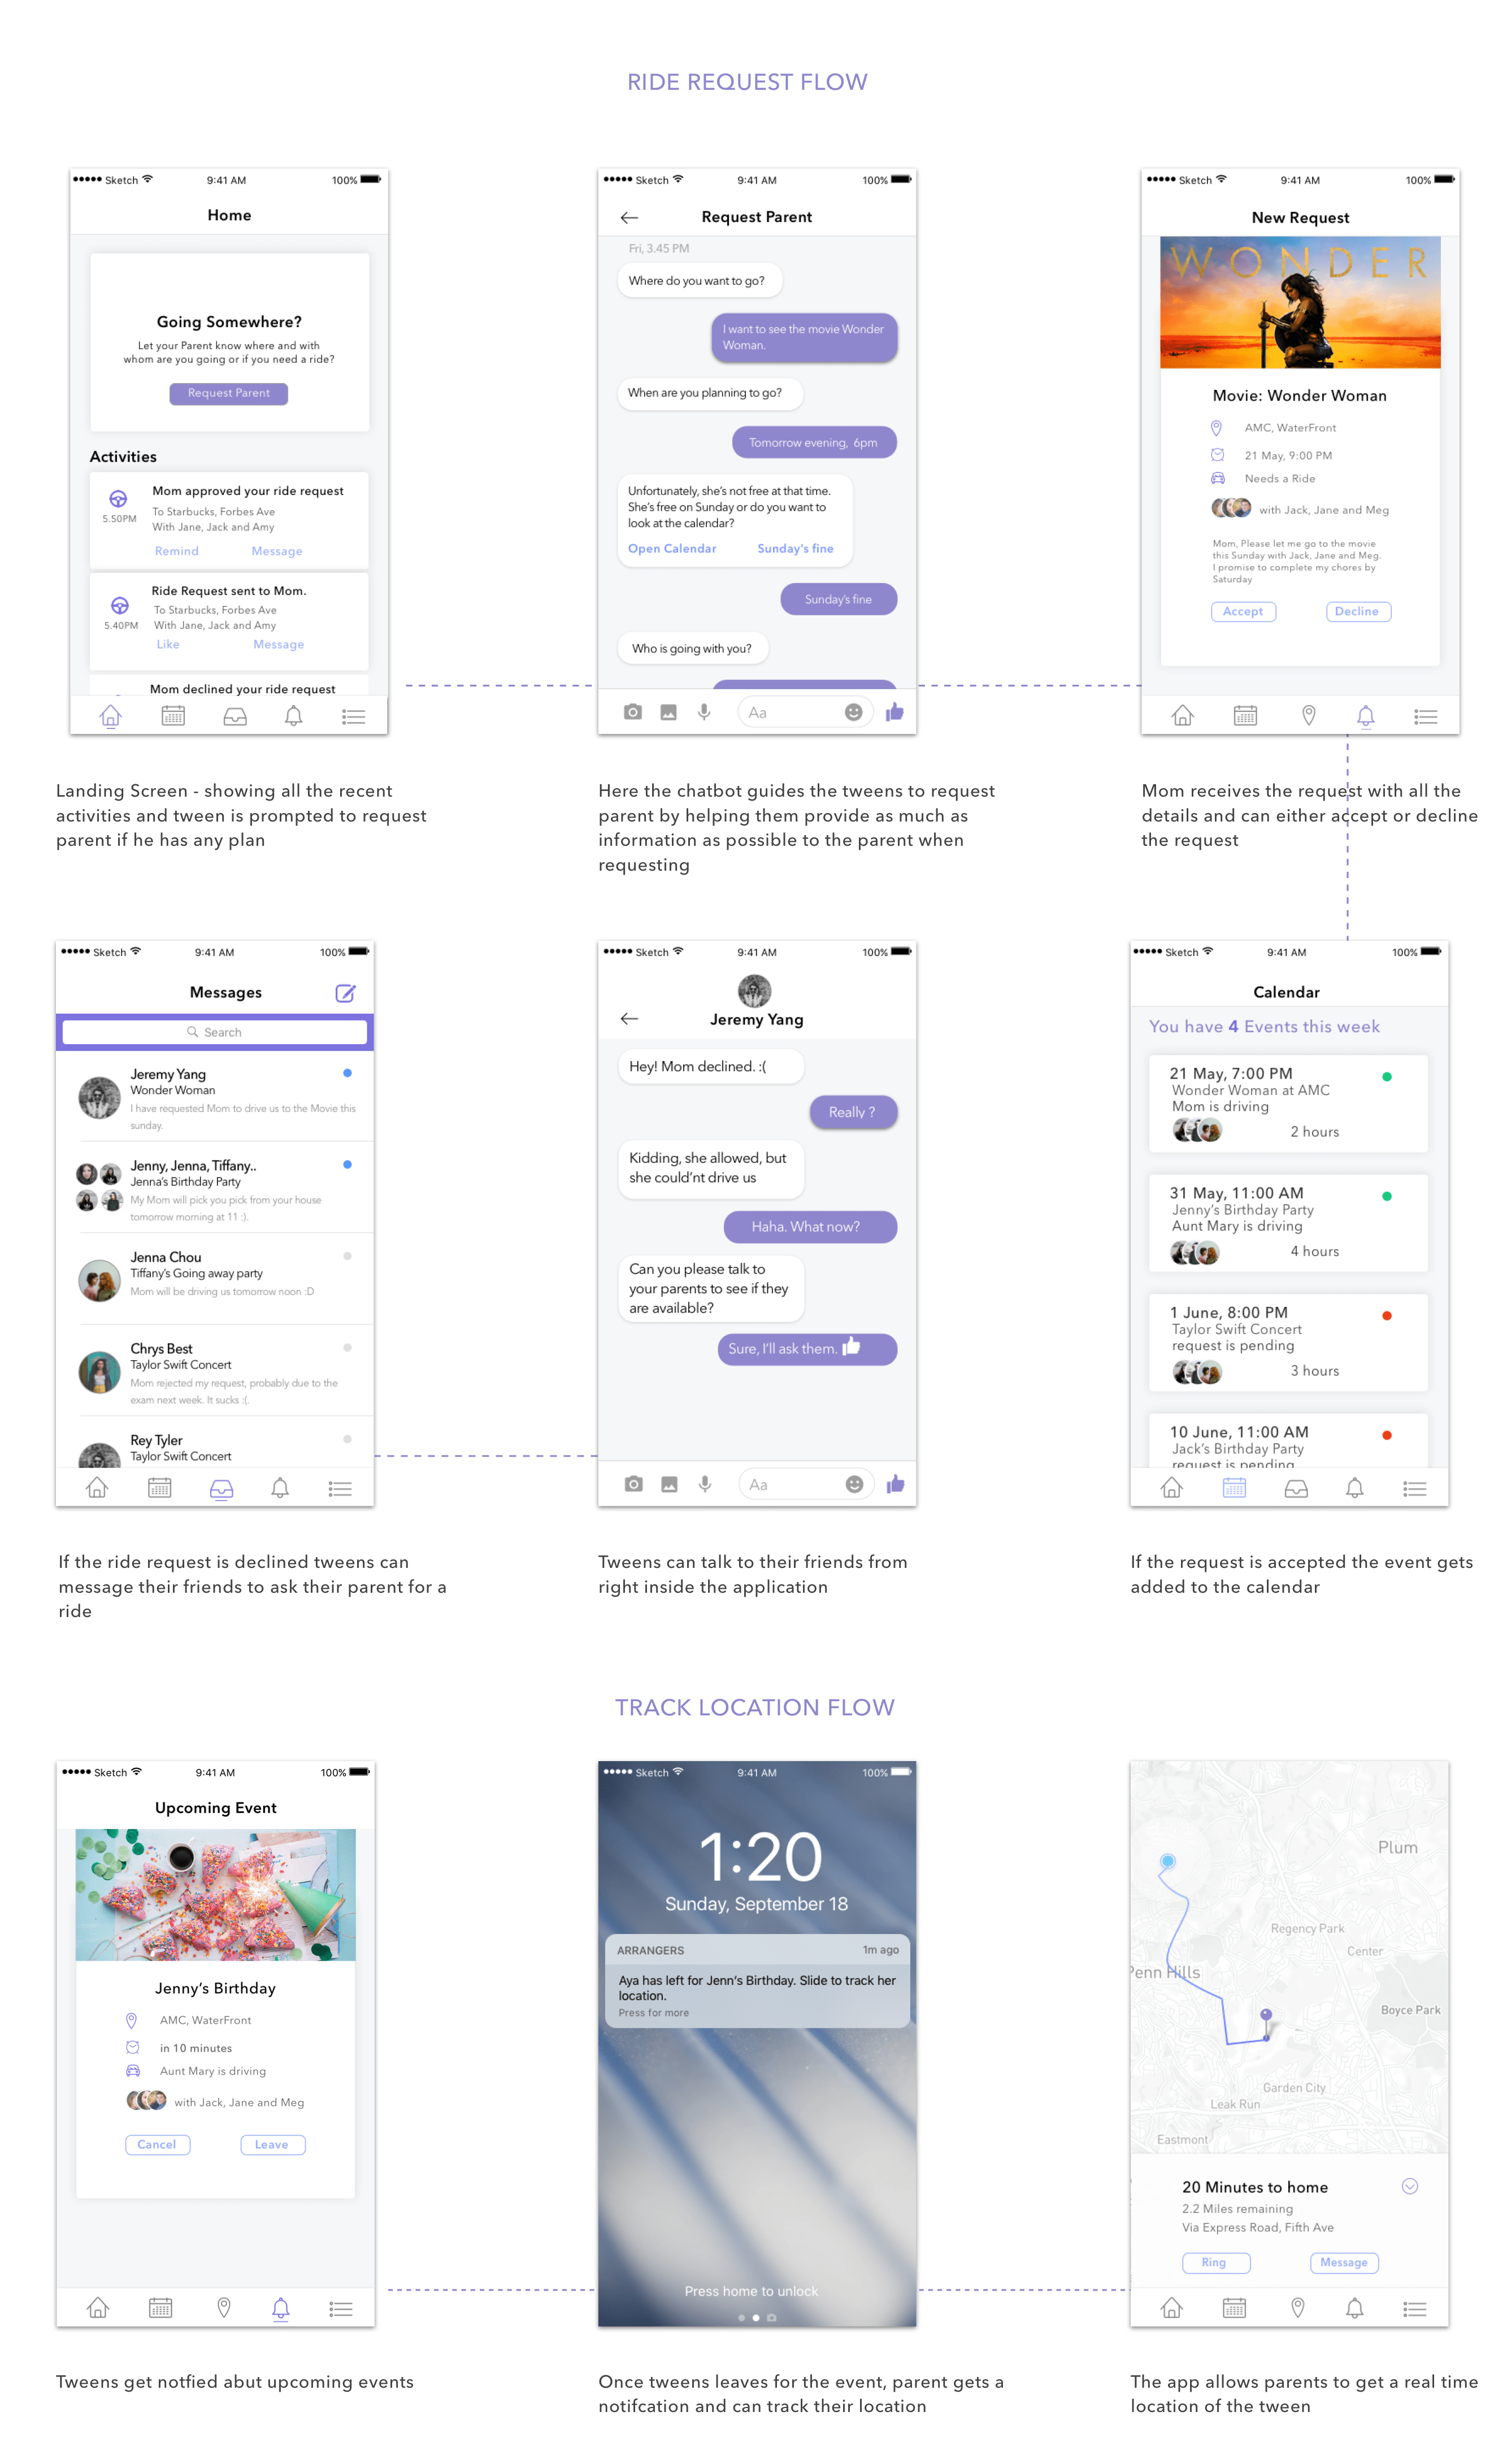 RIDE REQUEST FLOW
Sketch 9:41 AM 100%
Home
Going Somewhere?
Let your Parent know where and with
whom are you going or if you need a ride?
Request Parent
Activities
Mom approved your ride request
5.50PM
To Starbucks, Forbes Ave
With Jane, Jack and Amy
Remind Message
Ride Request sent to Mom.
5.40PM
To Starbucks, Forbes Ave
With Jane, Jack and Amy
Like Message
Mom declined your ride request
Landing Screen - showing all the recent
activities and tween is prompted to request
parent if he has any plan
Sketch 9:41 AM 100%
Request Parent
Fri, 3.45 PM
Where do you want to go?
I want to see the movie Wonder
Woman.
When are you planning to go?
Tomorrow evening, 6pm
Unfortunately, she's not free at that time.
She's free on Sunday or do you want to
look at the calendar?
Open Calendar Sunday's fine
Sunday's fine
Who is going with you?
Aa
Here the chatbot guides the tweens to request
parent by helping them provide as much as
information as possible to the parent when
requesting
Sketch 9:41 AM 100%
New Request
WONDER
Movie: Wonder Woman
AMC, WaterFront
21 May, 9:00 PM
Needs a Ride
with Jack, Jane and Meg
Mom, Please let me go to the movie
this Sunday with Jack, Jane and Meg.
I promise to complete my chores by
Saturday
Accept Decline
Mom receives the request with all the
details and can either accept or decline
the request
Sketch 9:41 AM 100%
Messages
Search
Jeremy Yang
Wonder Woman
I have requested Mom to drive us to the Movie this
sunday.
Jenny, Jenna, Tiffany..
Jenna's Birthday Party
My Mom will pick you pick from your house
tomorrow morning at 11 :).
Jenna Chou
Tiffany's Going away party
Mom will be driving us tomorrow noon :D
Chrys Best
Taylor Swift Concert
Mom rejected my request, probably due to the
exam next week. It sucks :(.
Rey Tyler
Taylor Swift Concert
If the ride request is declined tweens can
message their friends to ask their parent for a
ride
Sketch 9:41 AM 100%
Jeremy Yang
Hey! Mom declined. :(
Really ?
Kidding, she allowed, but
she could'nt drive us
Haha. What now?
Can you please talk to
your parents to see if they
are available?
Sure, I'll ask them.
Aa
Tweens can talk to their friends from
right inside the application
Sketch 9:41 AM 100%
Calendar
You have 4 Events this week
21 May, 7:00 PM
Wonder Woman at AMC
Mom is driving
2 hours
31 May, 11:00 AM
Jenny's Birthday Party
Aunt Mary is driving
4 hours
1 June, 8:00 PM
Taylor Swift Concert
request is pending
3 hours
10 June, 11:00 AM
Jack's Birthday Party
request is pending
If the request is accepted the event gets
added to the calendar
TRACK LOCATION FLOW
Sketch 9:41 AM 100%
Upcoming Event
Jenny's Birthday
AMC, WaterFront
in 10 minutes
Aunt Mary is driving
with Jack, Jane and Meg
Cancel Leave
Tweens get notfied abut upcoming events
Sketch 9:41 AM 100%
1:20
Sunday, September 18
ARRANGERS 1m ago
Aya has left for Jenn's Birthday. Slide to track her
location.
Press for more
Press home to unlock
Once tweens leaves for the event, parent gets a
notifcation and can track their location
Plum
Regency Park
Center
Penn Hills
Boyce Park
Garden City
Leak Run
Eastmont
20 Minutes to home
2.2 Miles remaining
Via Express Road, Fifth Ave
Ring Message
The app allows parents to get a real time
location of the tween